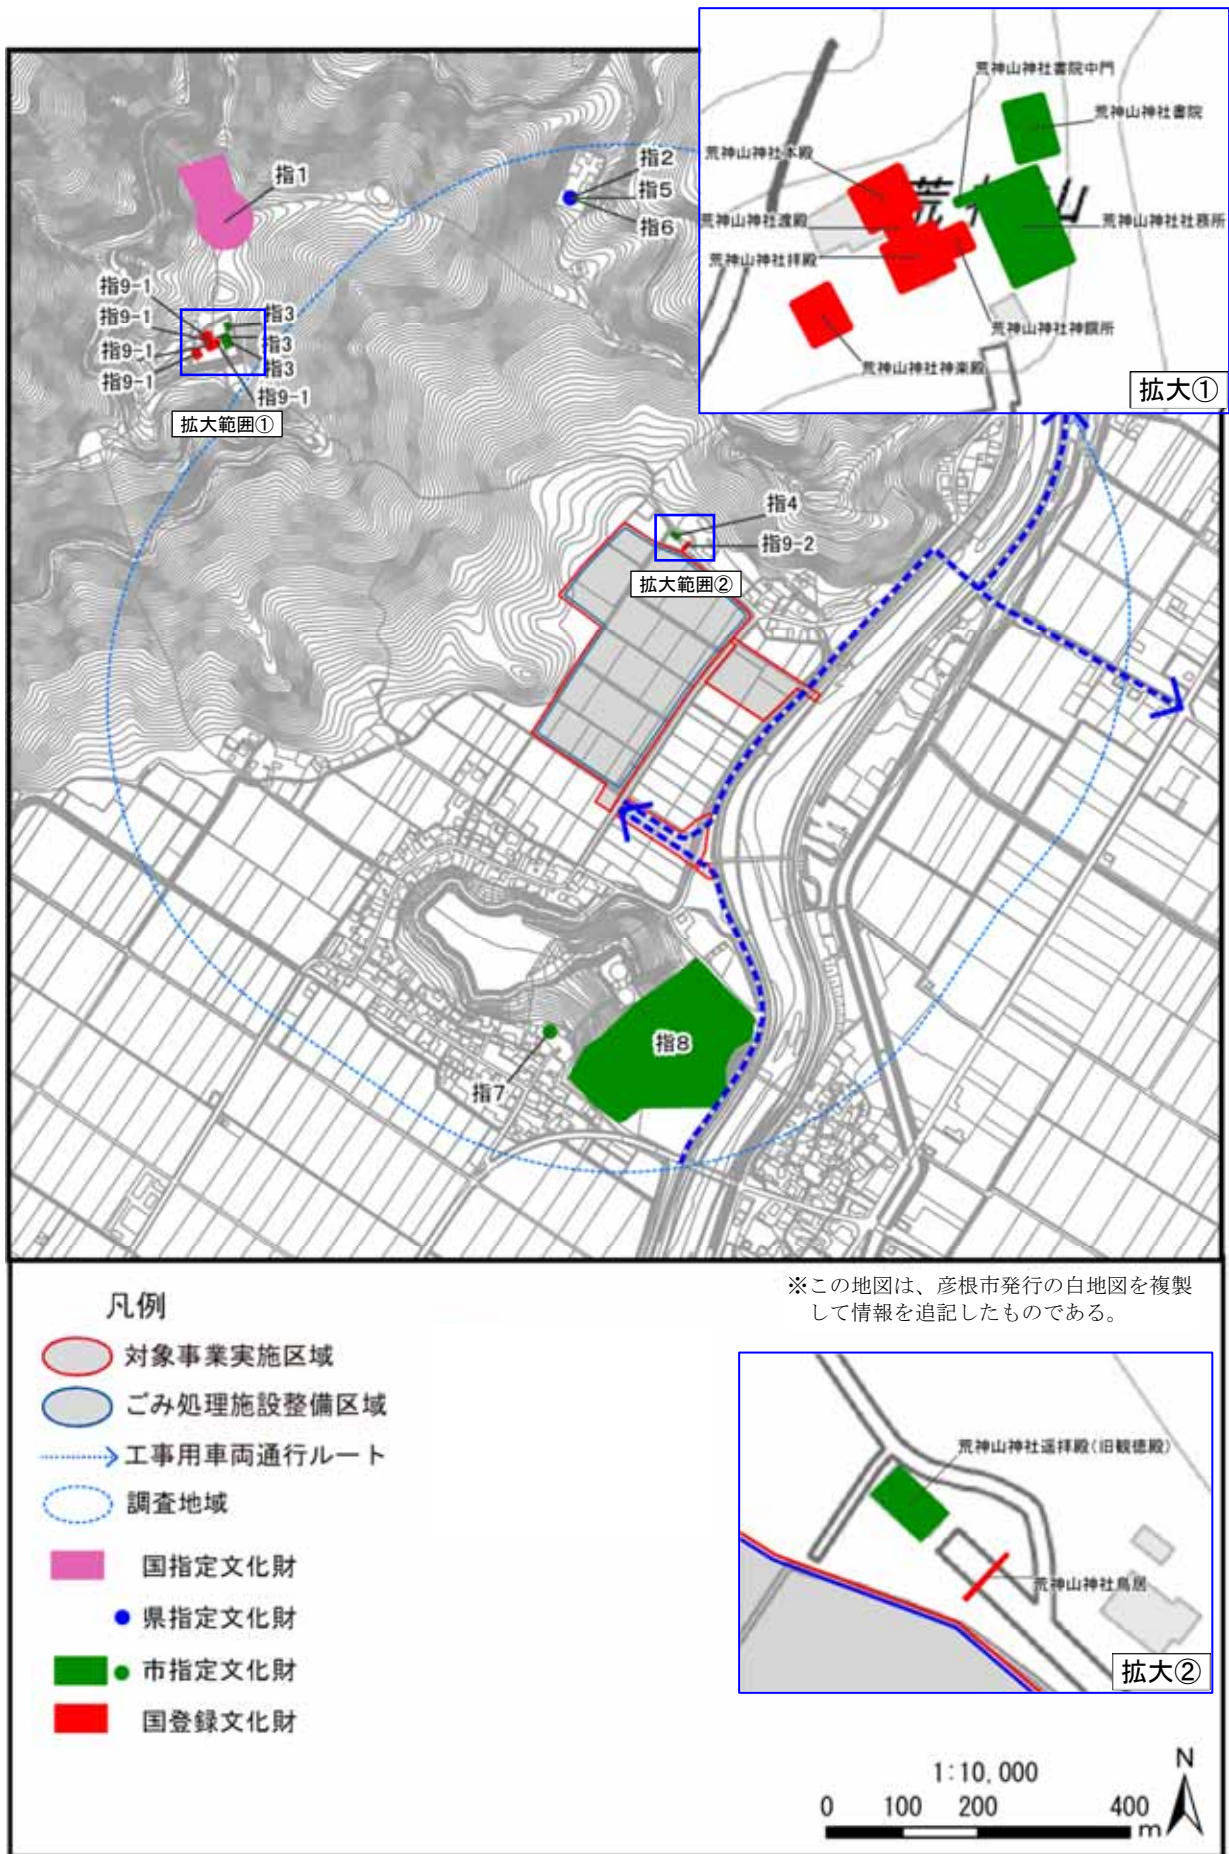 荒神山神社書院中門
荒神山神社書院
荒神山神社本殿
荒神山
荒神山神社渡殿
荒神山神社社務所
荒神山神社拝殿
荒神山神社神饌所
荒神山神社神楽殿
拡大①
指1
指2
指5
指6
指9-1
指9-1
指9-1
指9-1
指3
指3
指3
指9-1
拡大範囲①
指4
指9-2
拡大範囲②
指8
指7
凡例
対象事業実施区域
ごみ処理施設整備区域
工事用車両通行ルート
調査地域
国指定文化財
県指定文化財
市指定文化財
国登録文化財
※この地図は、彦根市発行の白地図を複製
して情報を追記したものである。
荒神山神社遥拝殿(旧観徳殿)
荒神山神社鳥居
拡大②
1:10,000
0 100 200 400
m
N